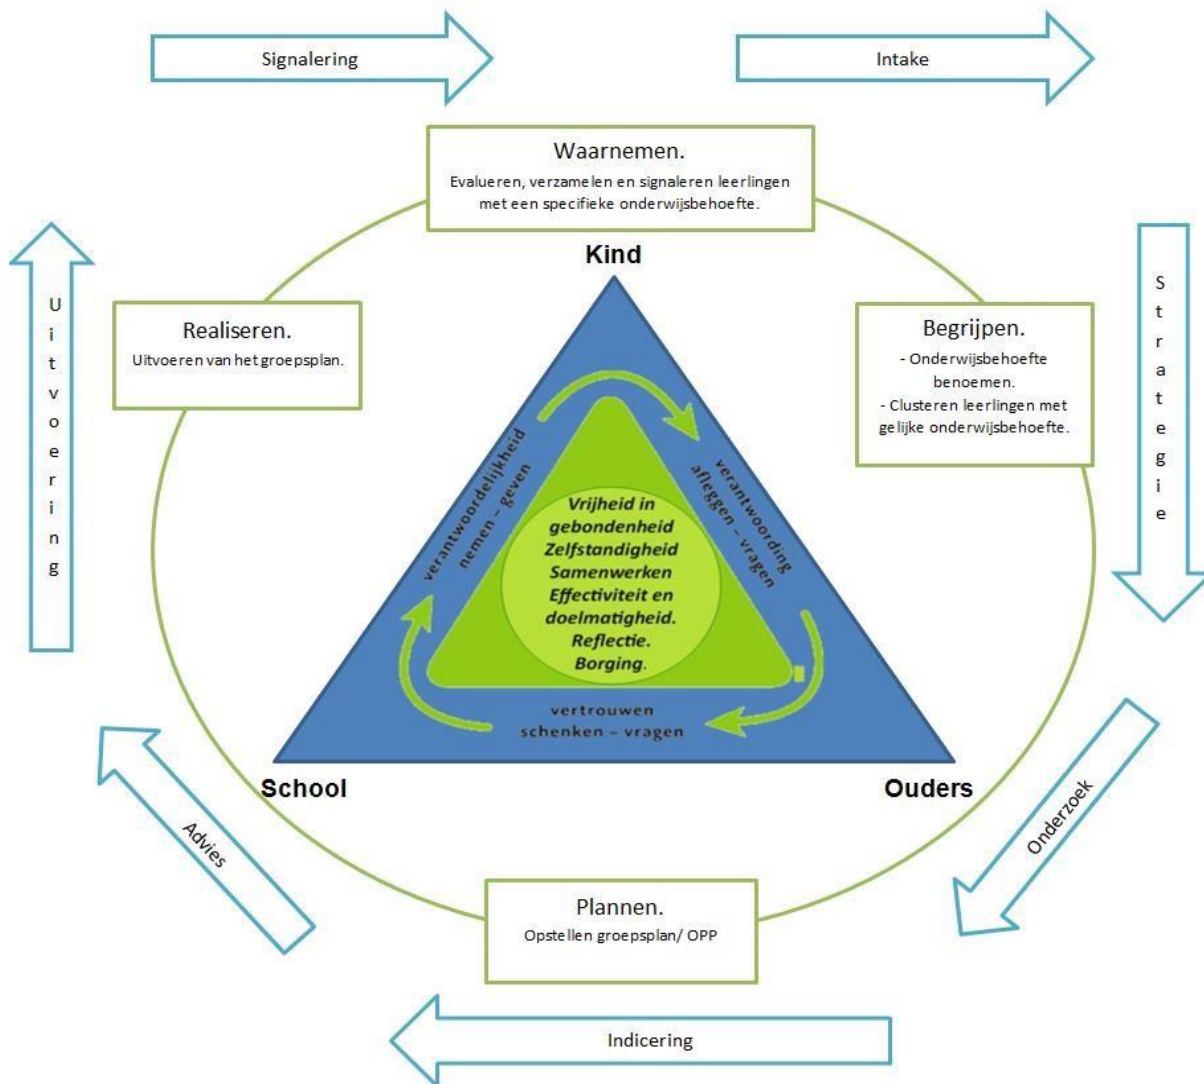 Signalering
Intake
Waarnemen.
Evalueren, verzamelen en signaleren leerlingen
met een specifieke onderwijsbehoefte.
Kind
Uitvoering
Realiseren.
Uitvoeren van het groepsplan.
Begrijpen.
- Onderwijsbehoefte
benoemen.
- Clusteren leerlingen met
gelijke onderwijsbehoefte.
Strategie
verantwoordelijkheid
nemen – geven
verantwoording
afleggen – vragen
Vrijheid in
gebondenheid
Zelfstandigheid
Samenwerken
Effectiviteit en
doelmatigheid.
Reflectie.
Borging.
vertrouwen
schenken – vragen
School
Ouders
Advies
Onderzoek
Plannen.
Opstellen groepsplan/ OPP
Indicering